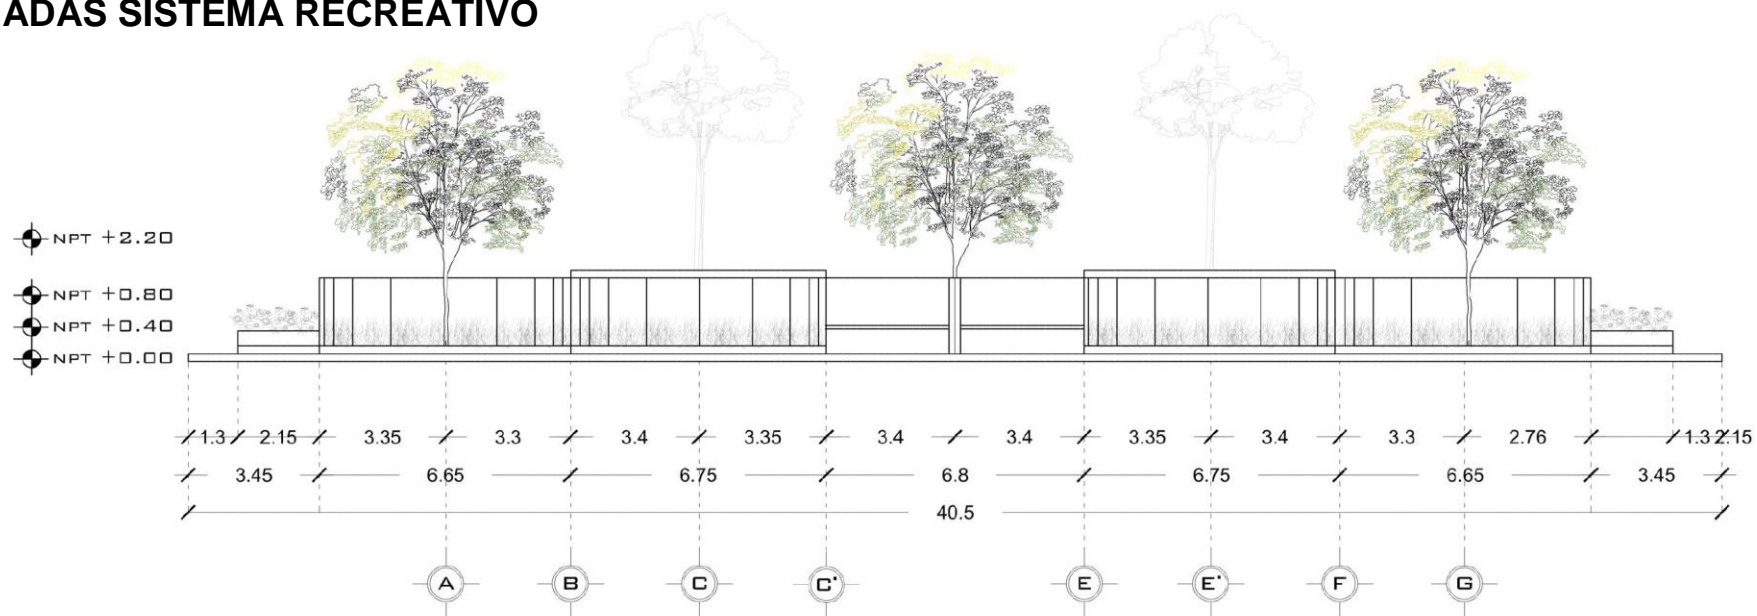 ADAS SISTEMA RECREATIVO
NPT +2.20
NPT +0.80
NPT +0.40
NPT +0.00
1.3 2.15 3.35 3.3 3.4 3.35 3.4 3.4 3.35 3.4 3.3 2.76 1.3 2.15
3.45 6.65 6.75 6.8 6.75 6.65 3.45
40.5
A B C C' E E' F G